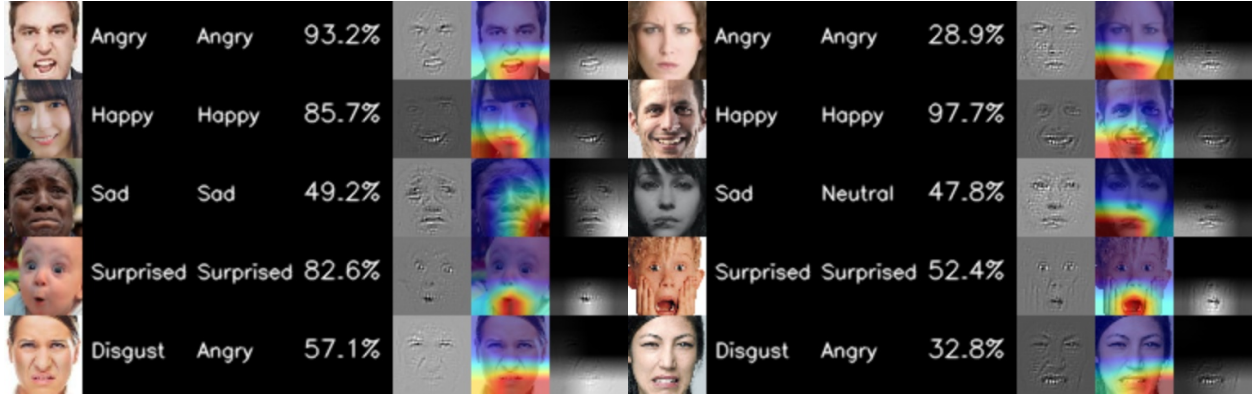 Angry Angry 93.2% Angry Angry 28.9%
Happy Happy 85.7% Happy Happy 97.7%
Sad Sad 49.2% Sad Neutral 47.8%
Surprised Surprised 82.6% Surprised Surprised 52.4%
Disgust Angry 57.1% Disgust Angry 32.8%